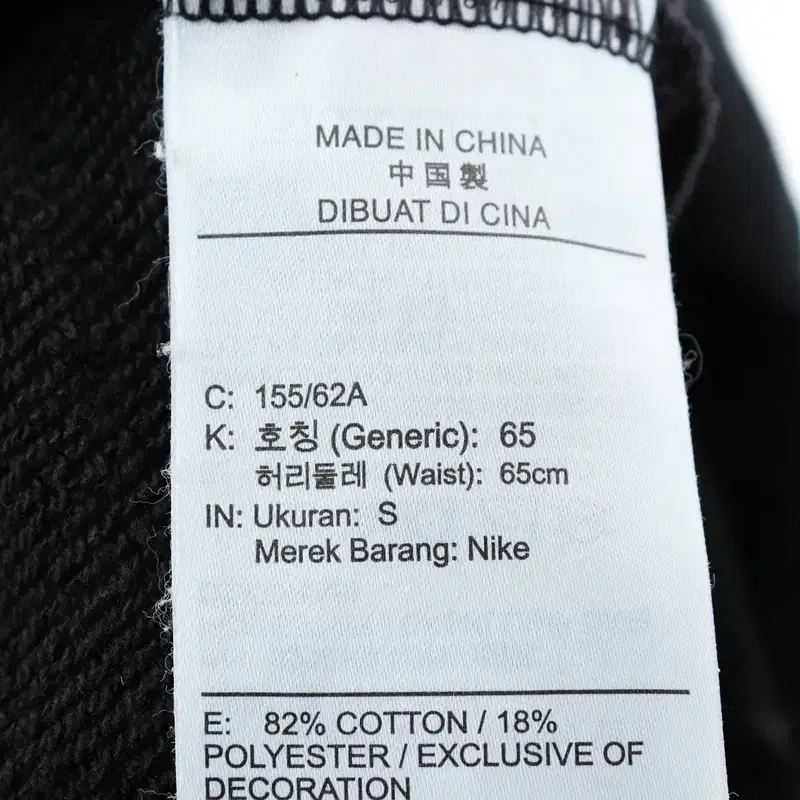 MADE IN CHINA
中国製
DIBUAT DI CINA
C: 155/62A
K: 호칭 (Generic): 65
허리둘레 (Waist): 65cm
IN: Ukuran: S
Merek Barang: Nike
E: 82% COTTON / 18%
POLYESTER / EXCLUSIVE OF
DECORATION